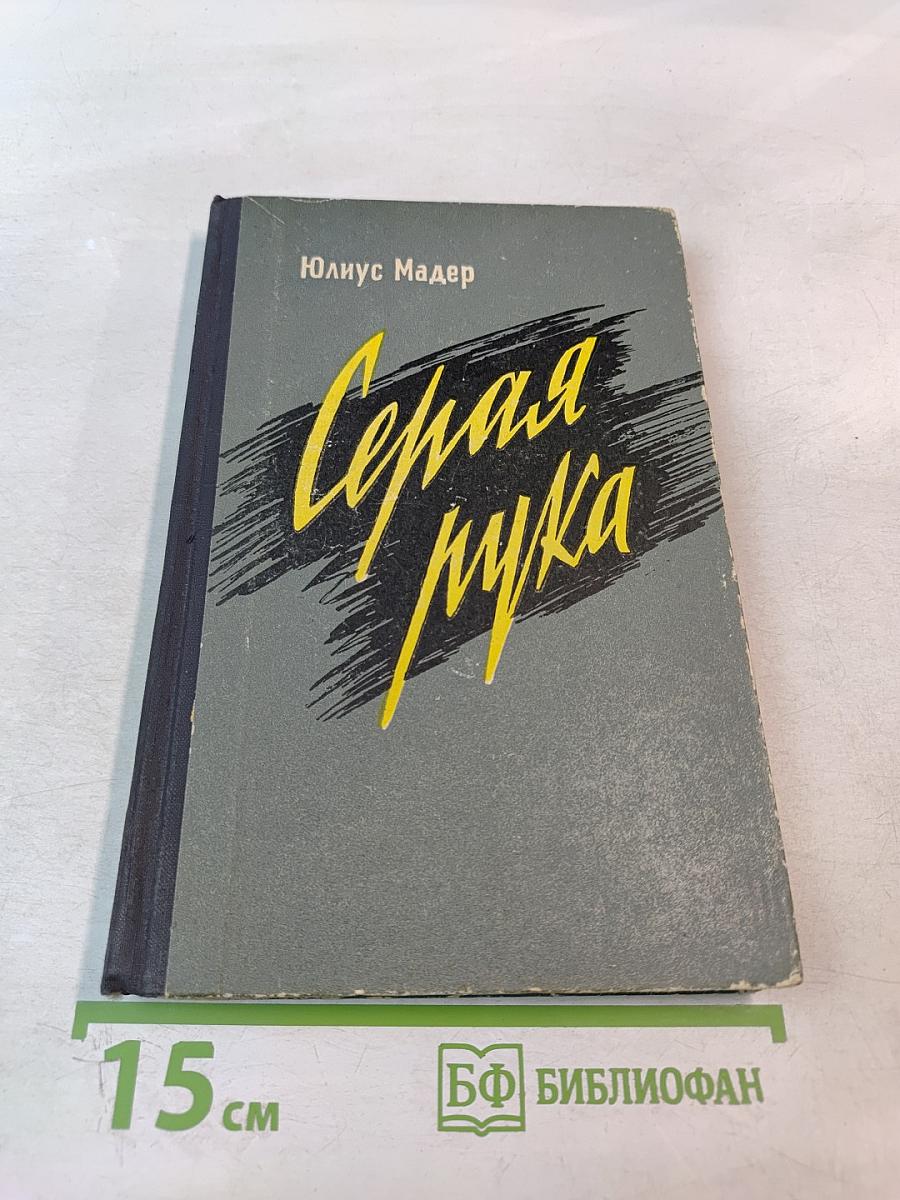 Юлиус Мадер
Серая
рука
15 см
БФ БИБЛИОФАН